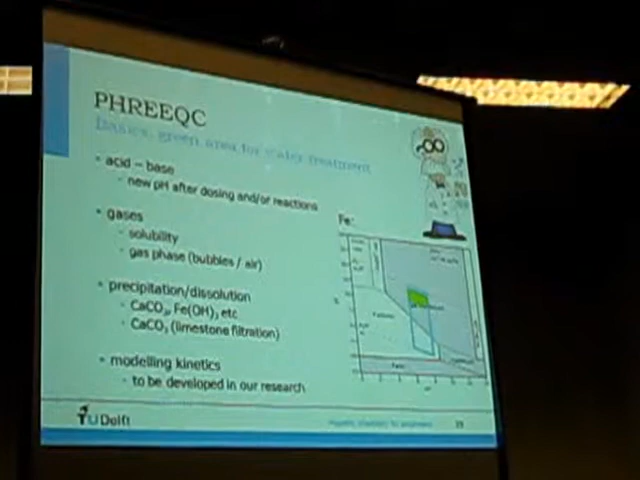 PHREEQC
Basics, green area for water treatment
- acid – base
- new pH after dosing and/or reactions
- gases
- solubility
- gas phase (bubbles / air)
- precipitation/dissolution
- CaCO3, Fe(OH)3 etc
- CaCO3 (limestone filtration)
- modelling kinetics
- to be developed in our research
Fe:
TU Delft